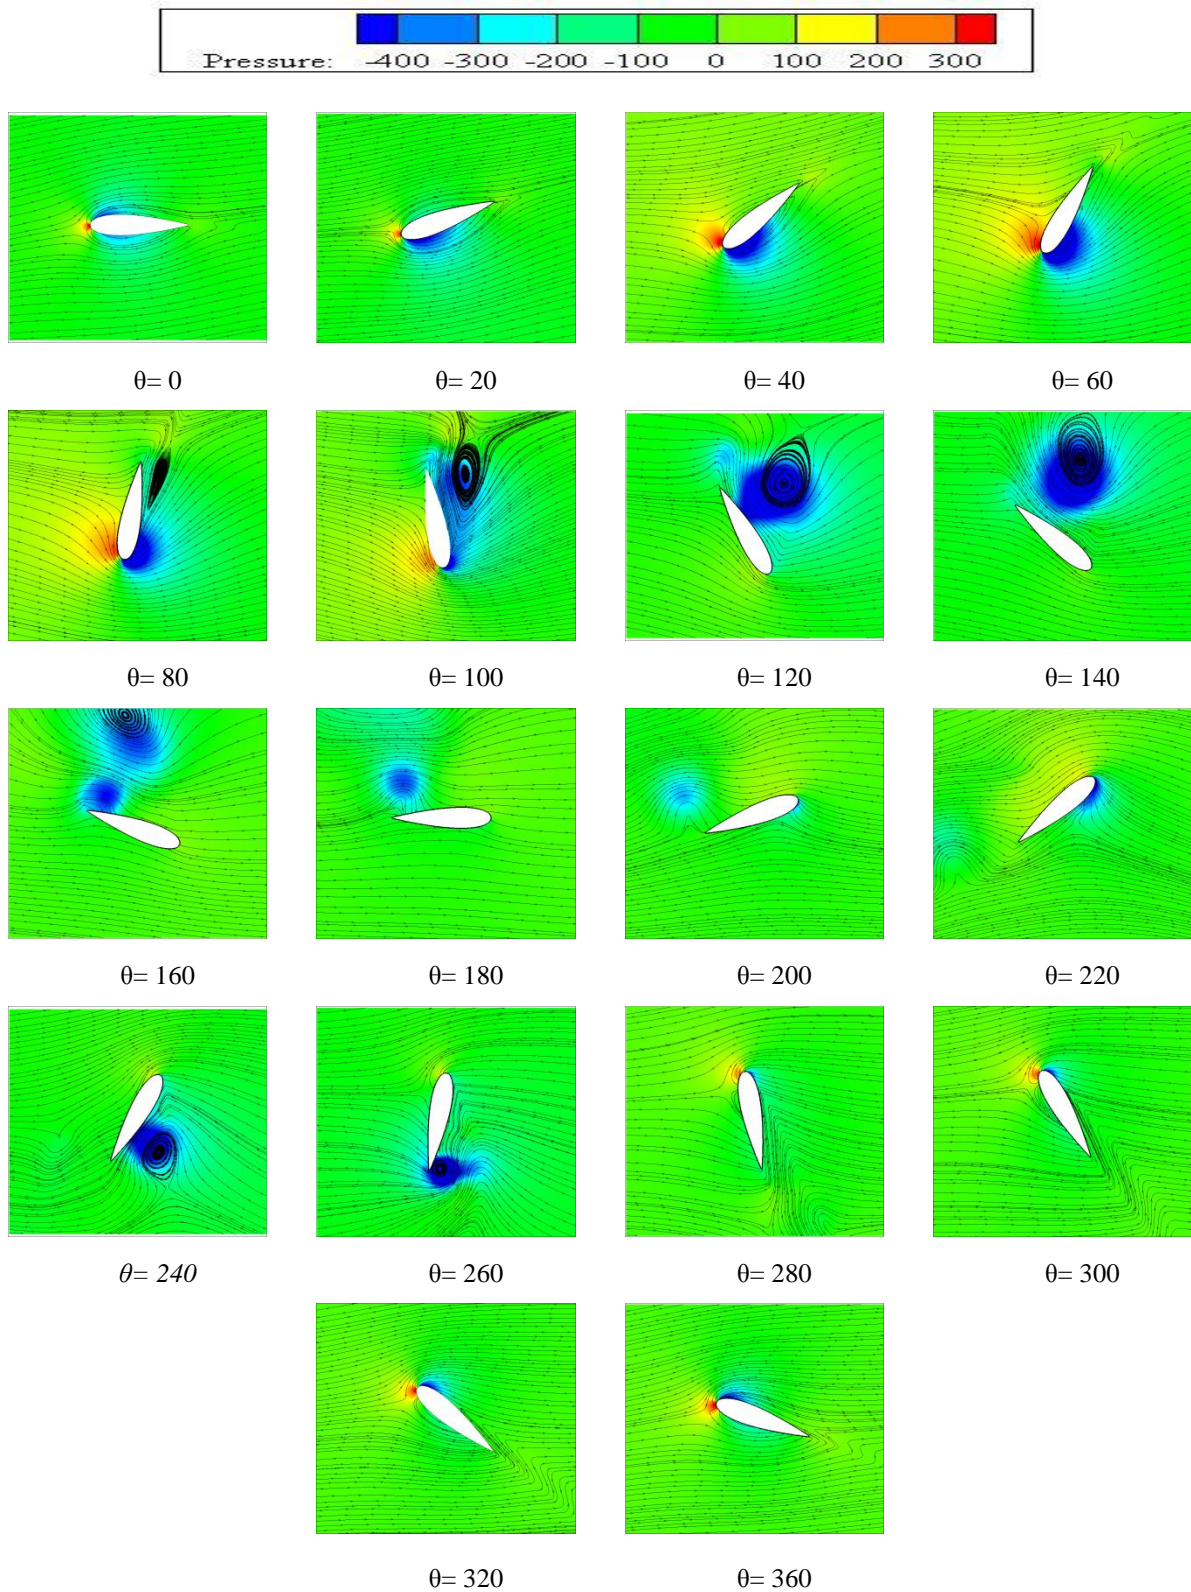 Pressure: -400 -300 -200 -100 0 100 200 300
θ= 0 θ= 20 θ= 40 θ= 60
θ= 80 θ= 100 θ= 120 θ= 140
θ= 160 θ= 180 θ= 200 θ= 220
θ= 240 θ= 260 θ= 280 θ= 300
θ= 320 θ= 360